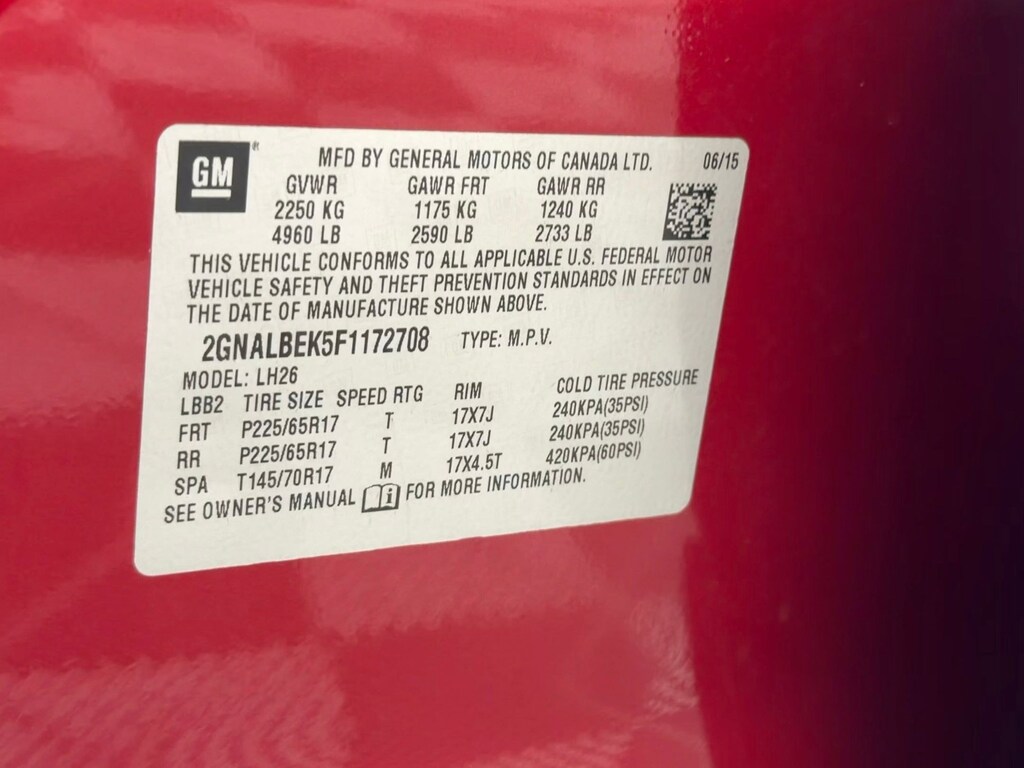 GM ® MFD BY GENERAL MOTORS OF CANADA LTD. 06/15
GVWR GAWR FRT GAWR RR
2250 KG 1175 KG 1240 KG
4960 LB 2590 LB 2733 LB
THIS VEHICLE CONFORMS TO ALL APPLICABLE U.S. FEDERAL MOTOR
VEHICLE SAFETY AND THEFT PREVENTION STANDARDS IN EFFECT ON
THE DATE OF MANUFACTURE SHOWN ABOVE.
2GNALBEK5F1172708 TYPE: M.P.V.
MODEL: LH26
LBB2 TIRE SIZE SPEED RTG RIM COLD TIRE PRESSURE
FRT P225/65R17 T 17X7J 240KPA(35PSI)
RR P225/65R17 T 17X7J 240KPA(35PSI)
SPA T145/70R17 M 17X4.5T 420KPA(60PSI)
SEE OWNER'S MANUAL i FOR MORE INFORMATION.